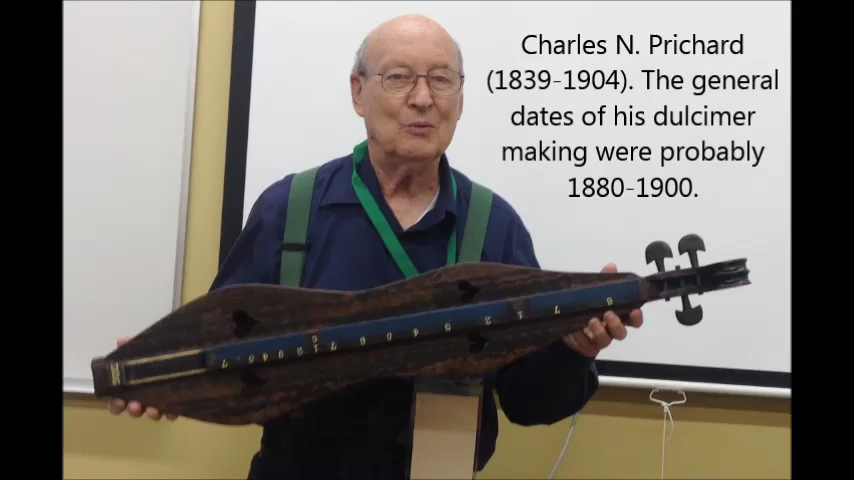 Charles N. Prichard
(1839-1904). The general
dates of his dulcimer
making were probably
1880-1900.